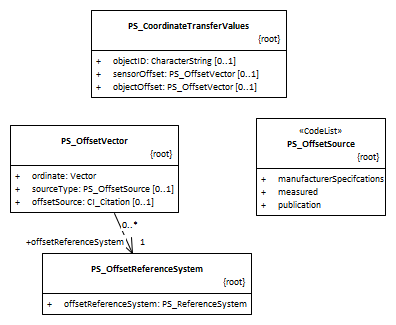 PS_CoordinateTransferValues
{root}
+ objectID: CharacterString [0..1]
+ sensorOffset: PS_OffsetVector [0..1]
+ objectOffset: PS_OffsetVector [0..1]
PS_OffsetVector
{root}
+ ordinate: Vector
+ sourceType: PS_OffsetSource [0..1]
+ offsetSource: CI_Citation [0..1]
«CodeList»
PS_OffsetSource
{root}
+ manufacturerSpecifcations
+ measured
+ publication
0..*
+offsetReferenceSystem 1
PS_OffsetReferenceSystem
{root}
+ offsetReferenceSystem: PS_ReferenceSystem